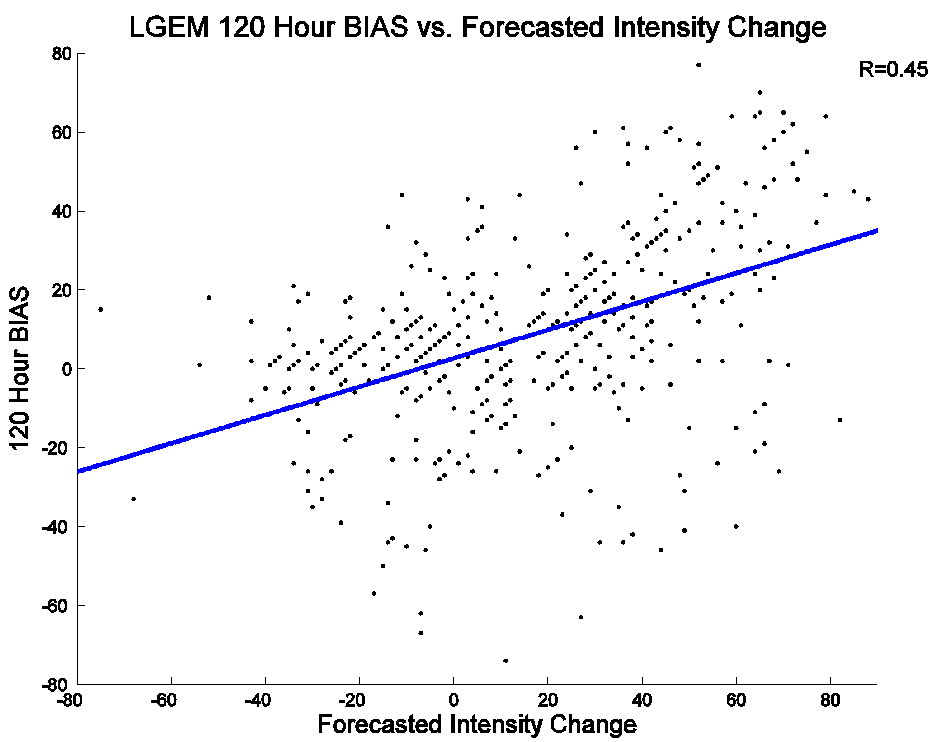 LGEM 120 Hour BIAS vs. Forecasted Intensity Change
R=0.45
80
60
40
20
0
-20
-40
-60
-80
120 Hour BIAS
-80 -60 -40 -20 0 20 40 60 80
Forecasted Intensity Change